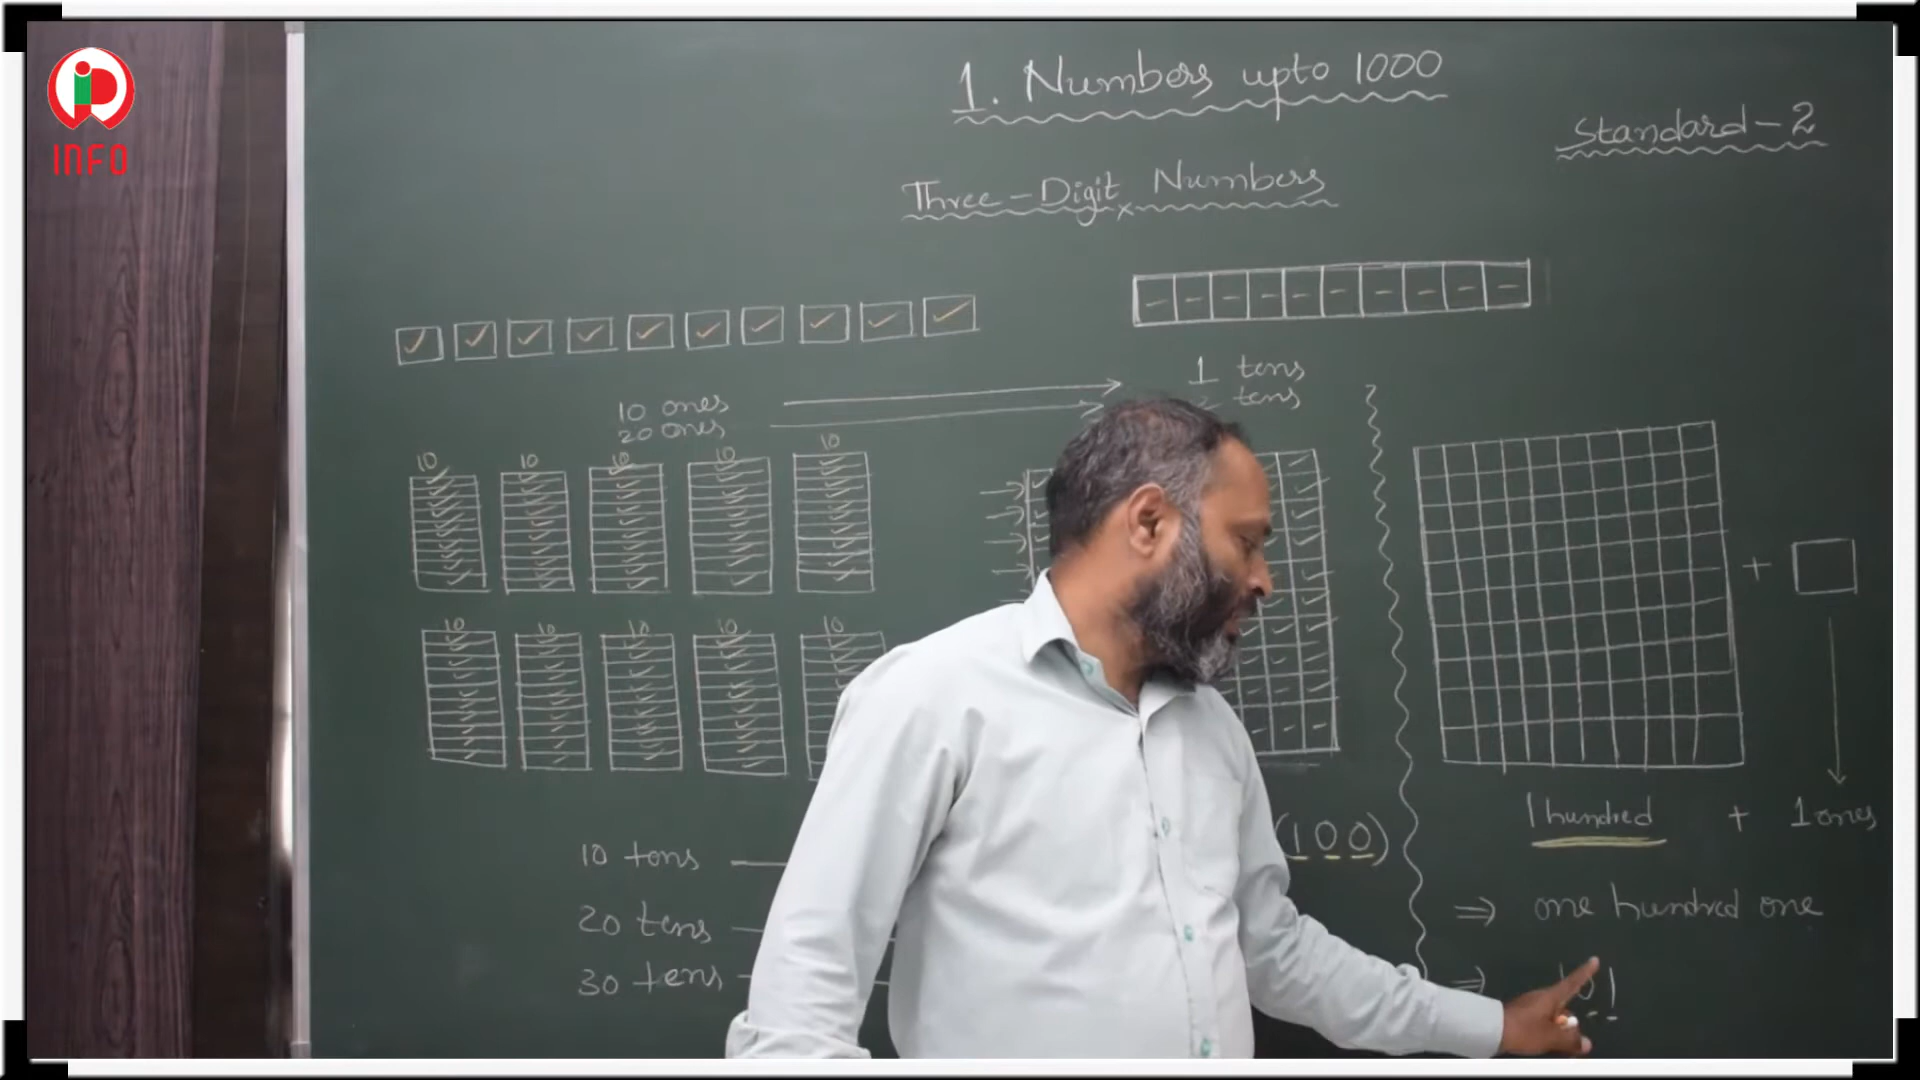 INFO
1. Numbers upto 1000
Standard - 2
Three - Digit Numbers
10 ones
20 ones
1 tens
tens
10 10 10 10 10
10 10 10 10 10
+
1 hundred + 1 ones
10 tens
(100)
20 tens
30 tens
⇒ one hundred one
⇒